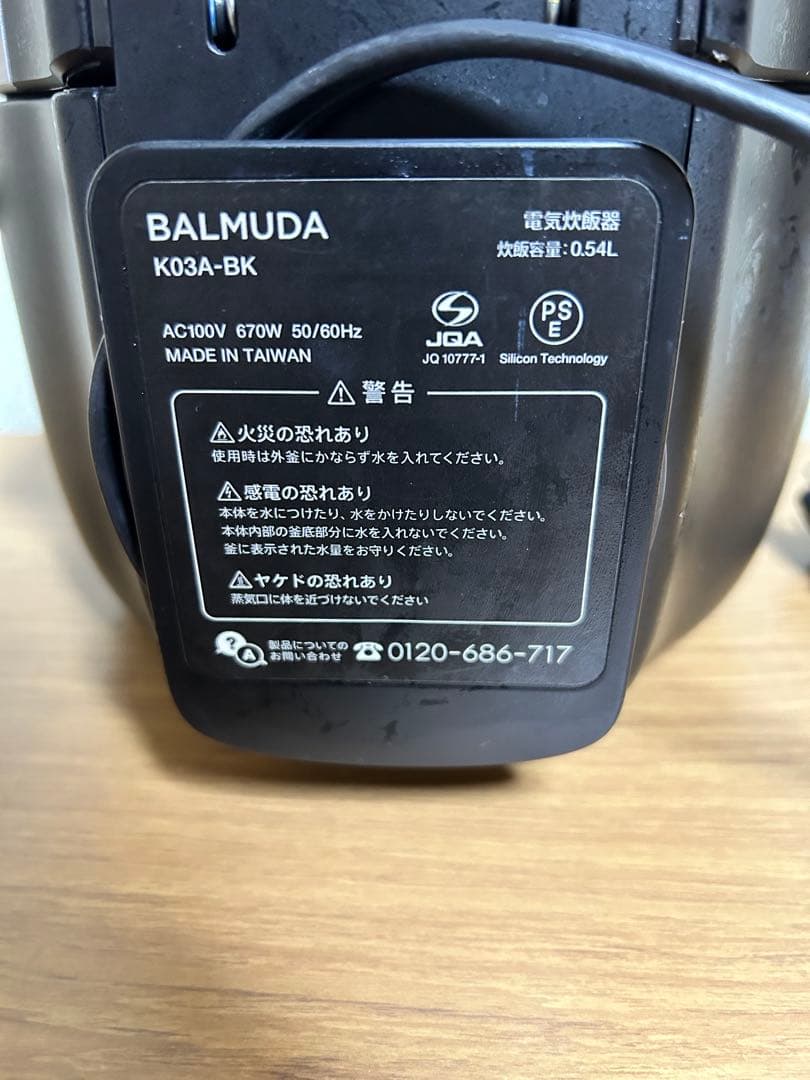 BALMUDA
K03A-BK
電気炊飯器
炊飯容量:0.54L
AC100V 670W 50/60Hz
MADE IN TAIWAN
JQA
JQ 10777-1
PS
E
Silicon Technology
警告
火災の恐れあり
使用時は外釜にかならず水を入れてください。
感電の恐れあり
本体を水につけたり、水をかけたりしないでください。
本体内部の釜底部分に水を入れないでください。
釜に表示された水量をお守りください。
ヤケドの恐れあり
蒸気口に体を近づけないでください
? A
製品についての
お問い合わせ
0120-686-717